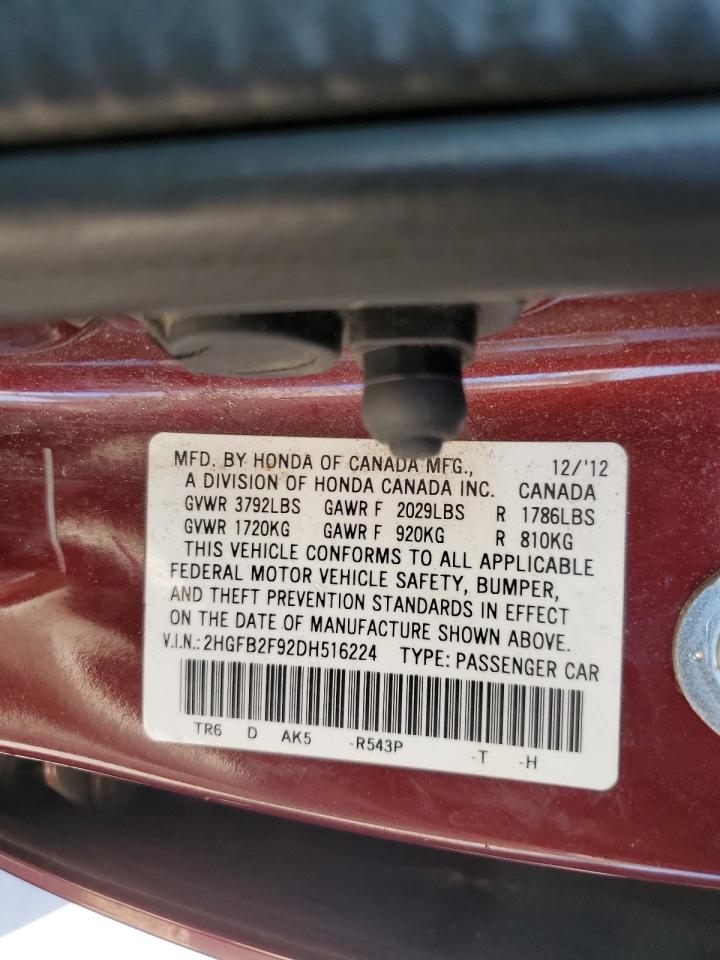 MFD. BY HONDA OF CANADA MFG., 12/'12
A DIVISION OF HONDA CANADA INC. CANADA
GVWR 3792LBS GAWR F 2029LBS R 1786LBS
GVWR 1720KG GAWR F 920KG R 810KG
THIS VEHICLE CONFORMS TO ALL APPLICABLE
FEDERAL MOTOR VEHICLE SAFETY, BUMPER,
AND THEFT PREVENTION STANDARDS IN EFFECT
ON THE DATE OF MANUFACTURE SHOWN ABOVE.
V.I.N.: 2HGFB2F92DH516224 TYPE: PASSENGER CAR
TR6 D AK5 -R543P -T -H